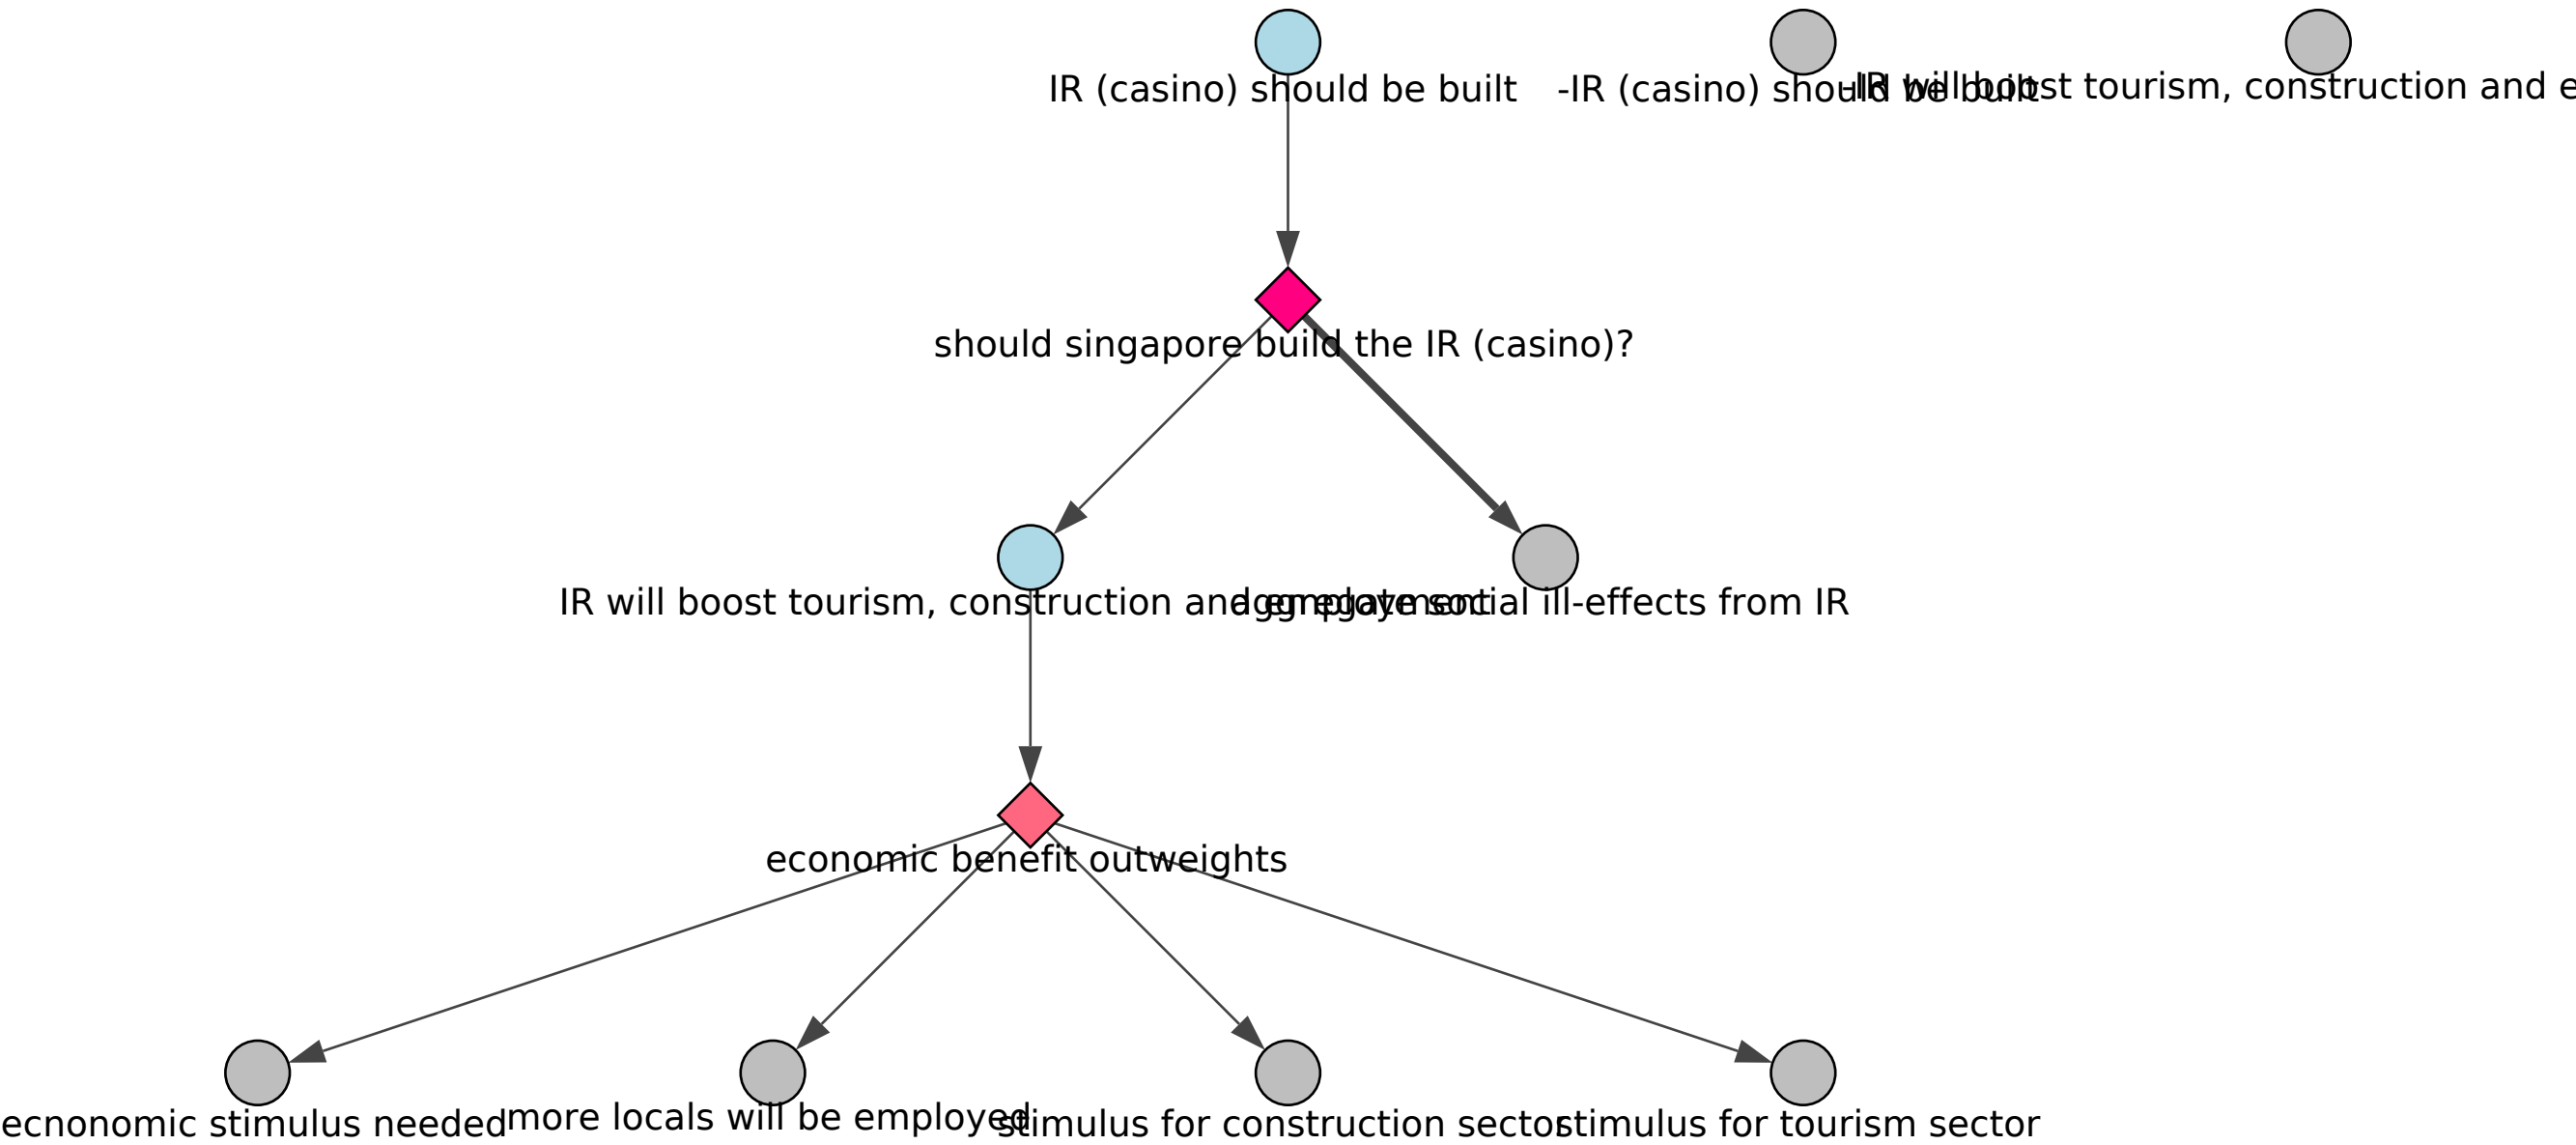 IR (casino) should be built
-IR (casino) should be built
-IR will boost tourism, construction and e
should singapore build the IR (casino)?
IR will boost tourism, construction and employment
aggregate social ill-effects from IR
economic benefit outweights
ecnonomic stimulus needed
more locals will be employed
stimulus for construction sector
stimulus for tourism sector